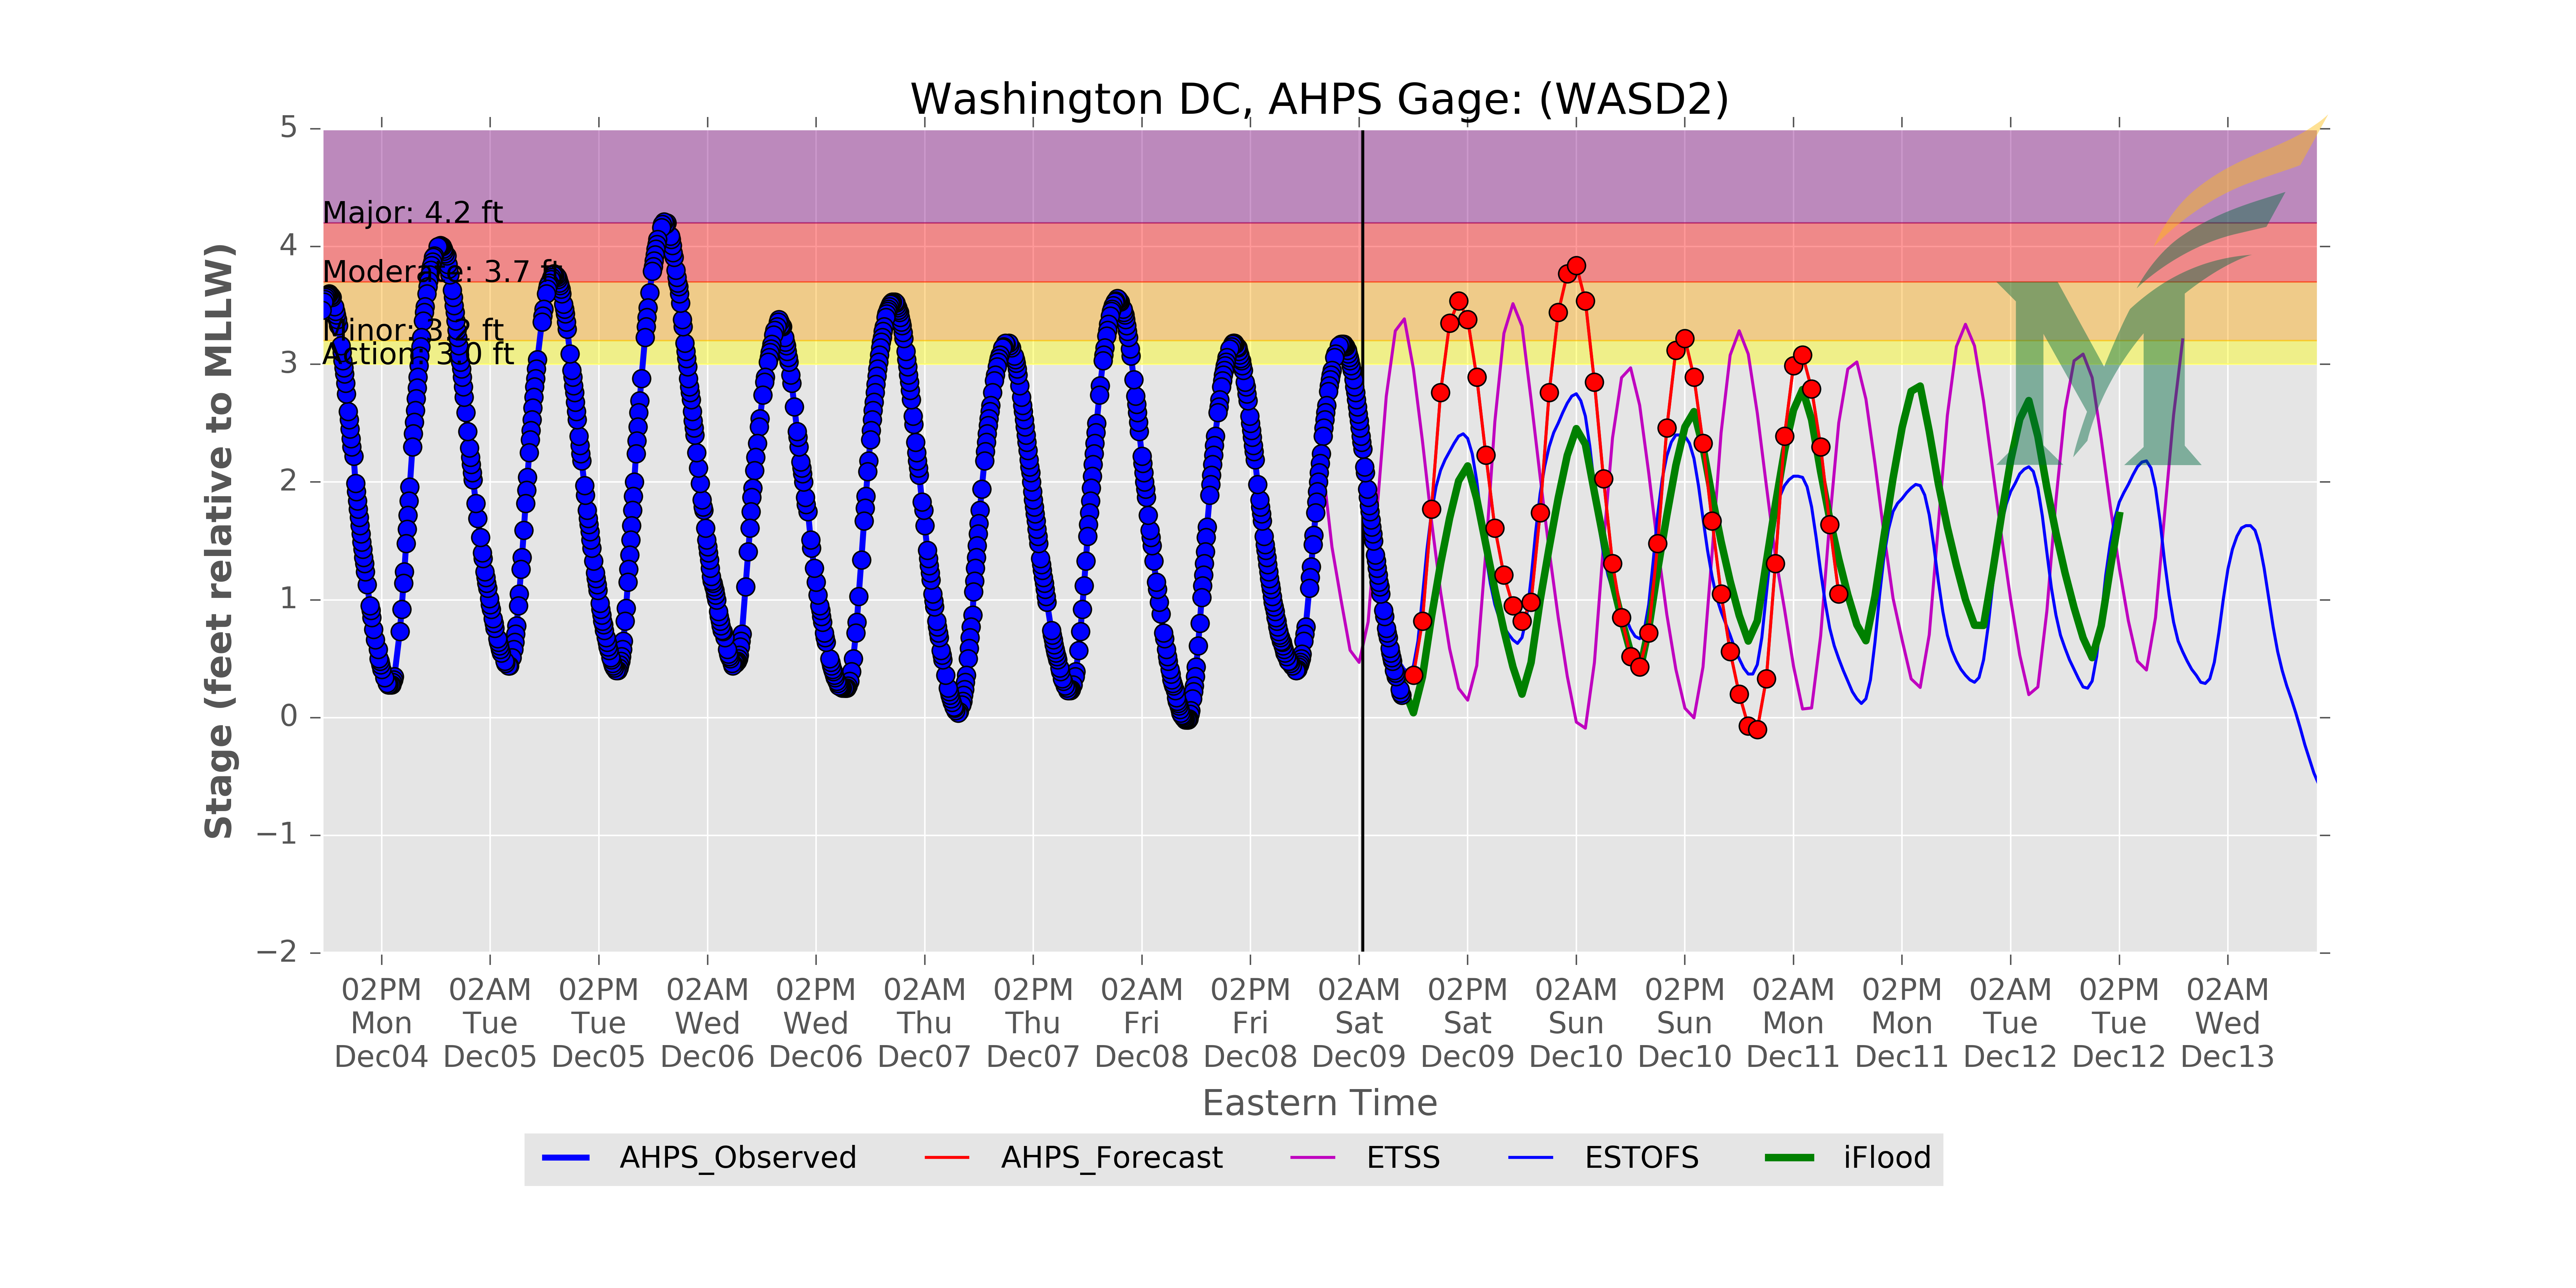 Washington DC, AHPS Gage: (WASD2)
5
4
3
2
1
0
−1
−2
Stage (feet relative to MLLW)
Major: 4.2 ft
Moderate: 3.7 ft
Minor: 3.2 ft
Action: 3.0 ft
02PM 02AM 02PM 02AM 02PM 02AM 02PM 02AM 02PM 02AM 02PM 02AM 02PM 02AM 02PM 02AM 02PM 02AM
Mon Tue Tue Wed Wed Thu Thu Fri Fri Sat Sat Sun Sun Mon Mon Tue Tue Wed
Dec04 Dec05 Dec05 Dec06 Dec06 Dec07 Dec07 Dec08 Dec08 Dec09 Dec09 Dec10 Dec10 Dec11 Dec11 Dec12 Dec12 Dec13
Eastern Time
AHPS_Observed AHPS_Forecast ETSS ESTOFS iFlood